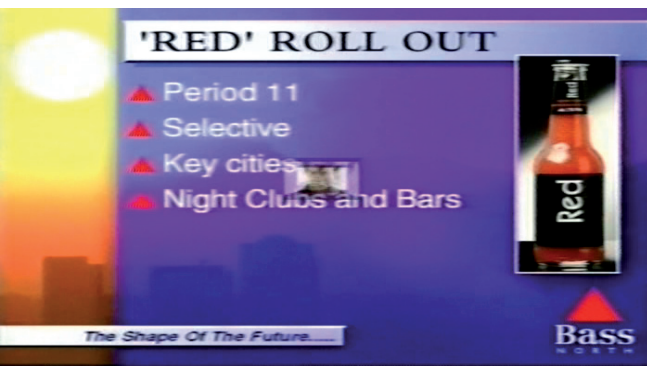 'RED' ROLL OUT
Period 11
Selective
Key cities
Night Clubs and Bars
Red
Red
The Shape Of The Future.....
Bass
NORTH